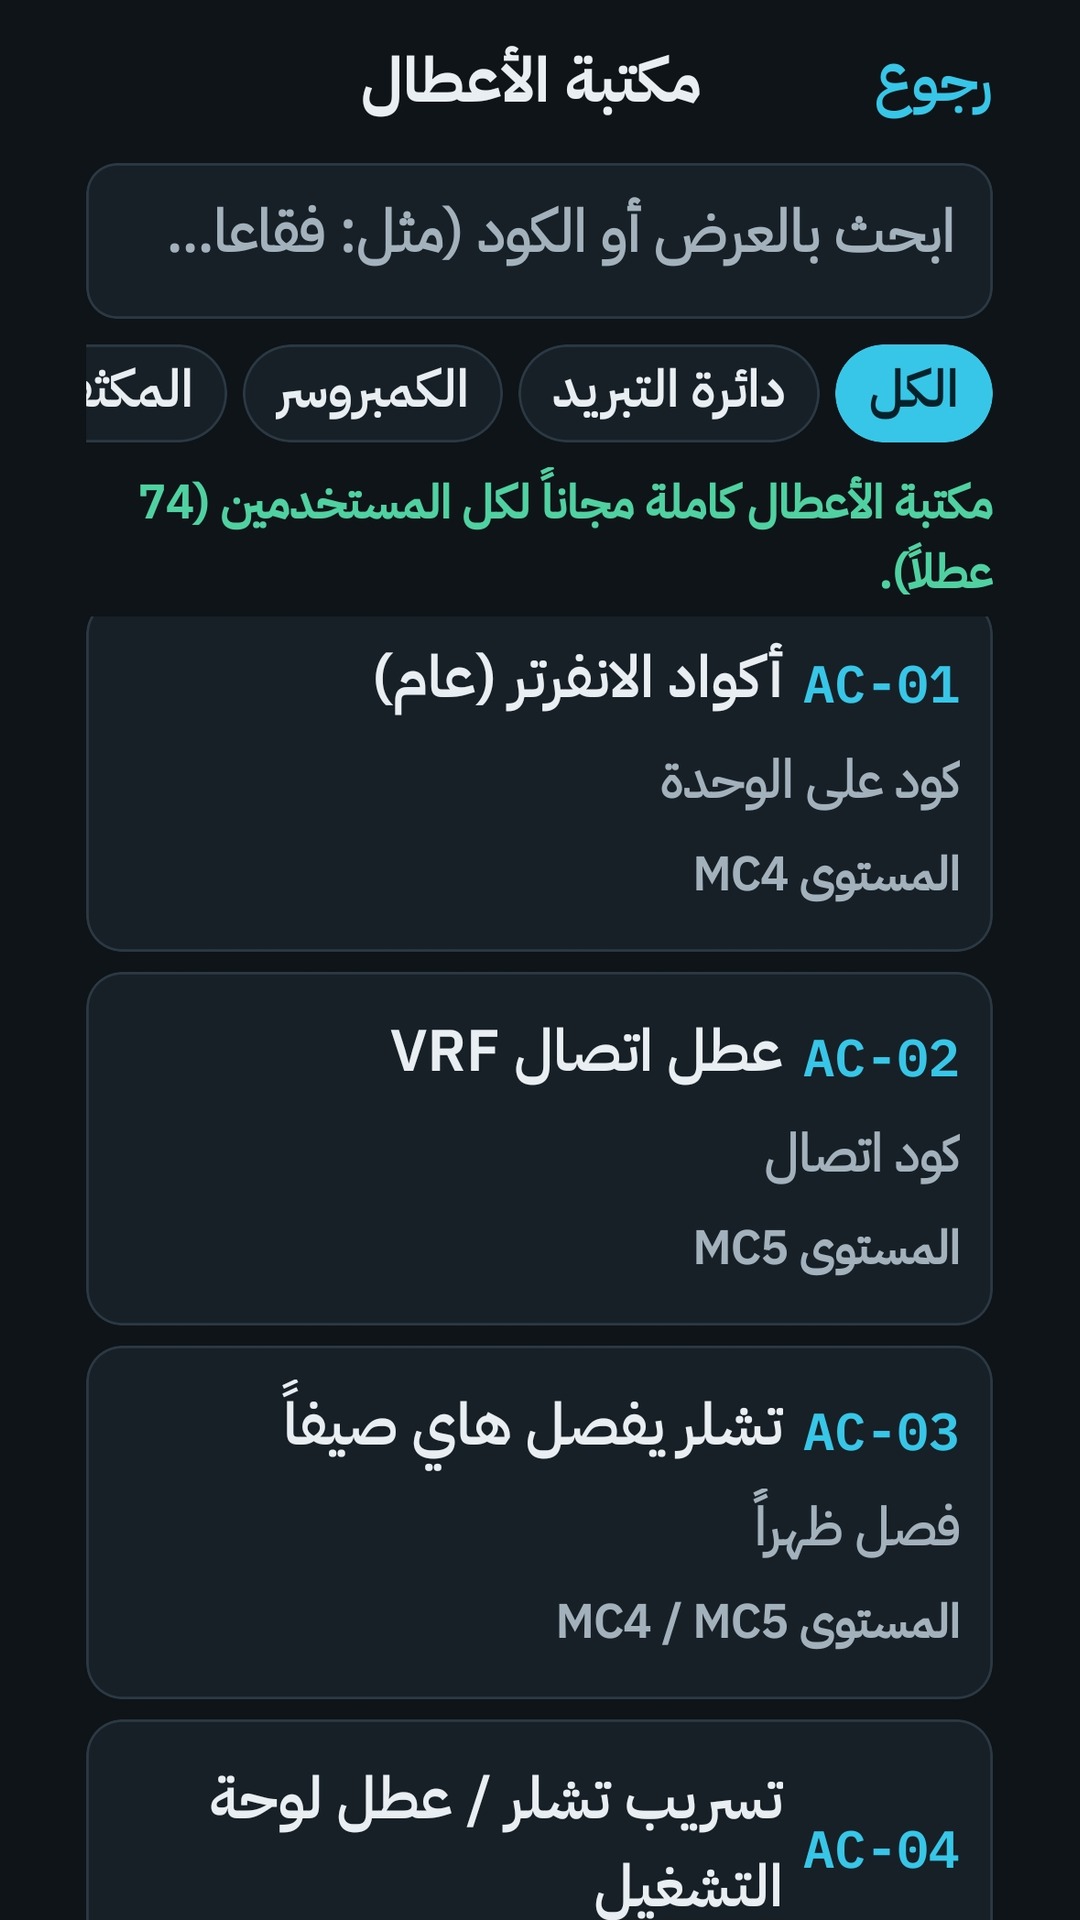 رجوع
مكتبة الأعطال
ابحث بالعرض أو الكود (مثل: فقاعا...
الكل
دائرة التبريد
الكمبروسر
مكتبة الأعطال كاملة مجاناً لكل المستخدمين (74
عطلاً).
AC-01 أكواد الانفرتر (عام)
كود على الوحدة
المستوى MC4
AC-02 عطل اتصال VRF
كود اتصال
المستوى MC5
AC-03 تشلر يفصل هاي صيفاً
فصل ظهراً
المستوى MC4 / MC5
AC-04 تسريب تشلر / عطل لوحة
التشغيل